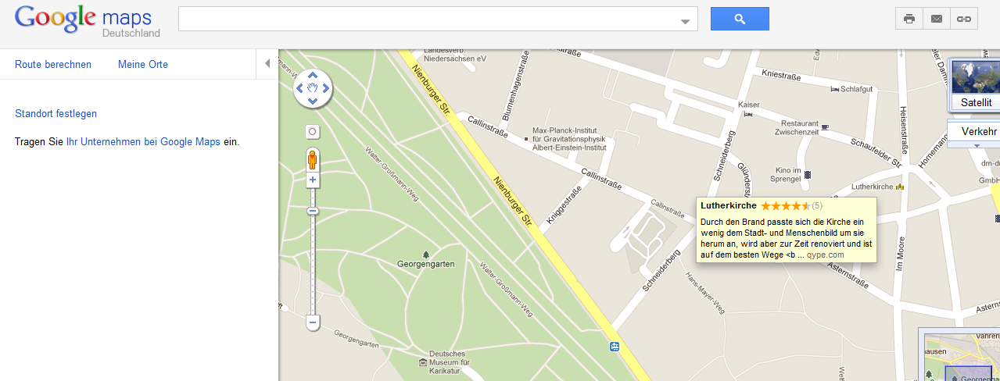 Google maps
Deutschland
Route berechnen
Meine Orte
Standort festlegen
Tragen Sie Ihr Unternehmen bei Google Maps ein.
Landesverb.
Niedersachsen eV
Nienburger Str.
Blumenhagenstraße
Callinstraße
Max-Planck-Institut
für Gravitationsphysik
Albert-Einstein-Institut
Kniestraße
Schlafgut
Kaiser
Restaurant
Zwischenzeit
Heisenstraße
Satellit
Verkehr
Schneiderberg
Schaufelder Str.
Kino im
Sprengel
Lutherkirche
dm-dr
GmbH
Walter-Großmann-Weg
Nienburger Str.
Callinstraße
Kniggestraße
Callinstraße
Lutherkirche (5)
Durch den Brand passte sich die Kirche ein
wenig dem Stadt- und Menschenbild um sie
herum an, wird aber zur Zeit renoviert und ist
auf dem besten Wege <b ... qype.com
Georgengarten
Walter-Großmann-Weg
Schneiderberg
Hans-Mayer-Weg
Asternstraße
Im Moore
Asterns
Georgengarten
Deutsches
Museum für
Karikatur
Vahren
hausen
Georgengar